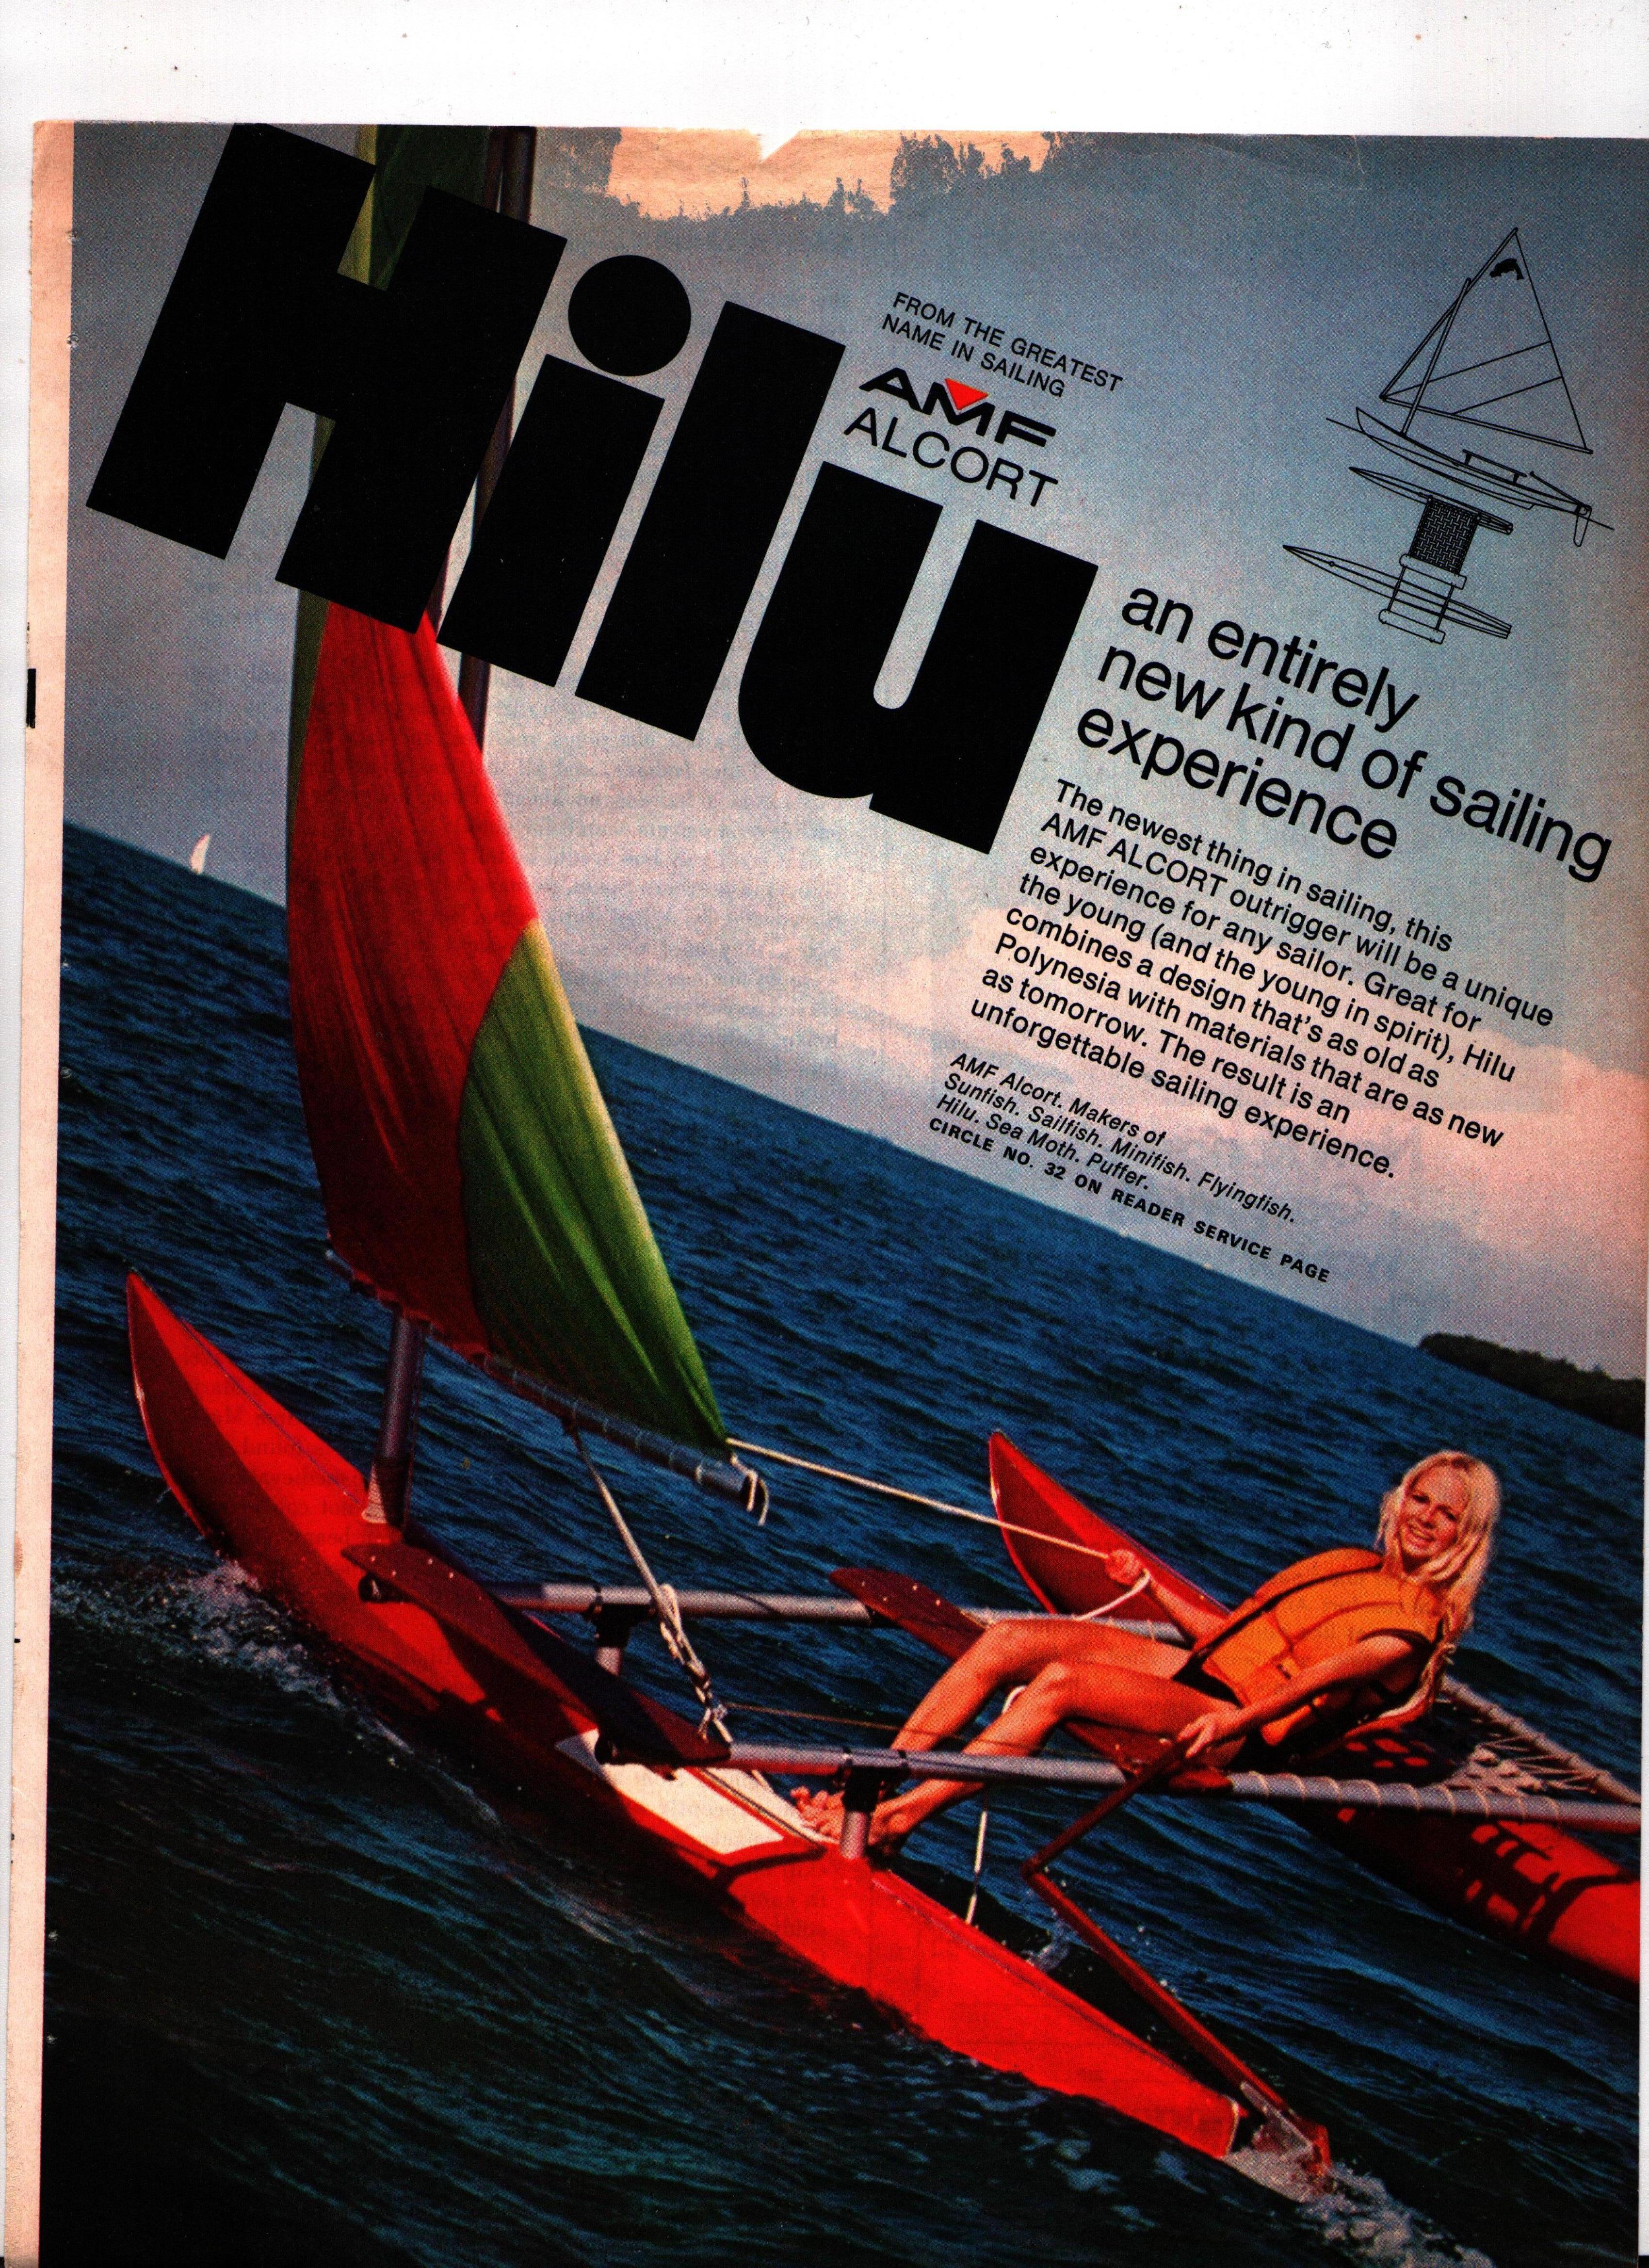 Hilu
FROM THE GREATEST
NAME IN SAILING
AMF
ALCORT
an entirely
new kind of sailing
experience
The newest thing in sailing, this
AMF ALCORT outrigger will be a unique
experience for any sailor. Great for
the young (and the young in spirit), Hilu
combines a design that's as old as
Polynesia with materials that are as new
as tomorrow. The result is an
unforgettable sailing experience.
AMF Alcort. Makers of
Sunfish. Sailfish. Minifish. Flyingfish.
Hilu. Sea Moth. Puffer.
CIRCLE NO. 32 ON READER SERVICE PAGE